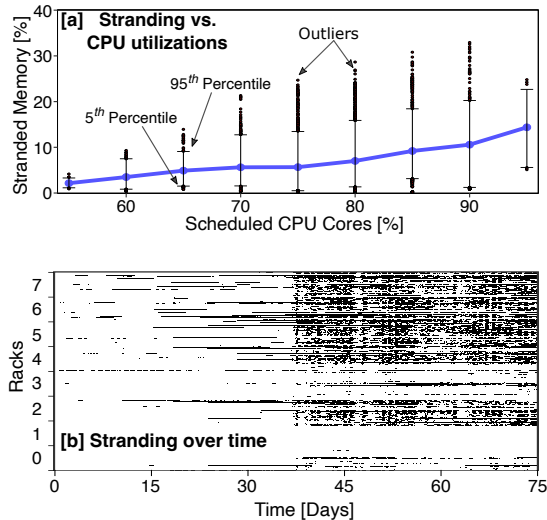 [a] Stranding vs.
CPU utilizations
Outliers
95th Percentile
5th Percentile
Stranded Memory [%]
40
30
20
10
0
60
70
80
90
Scheduled CPU Cores [%]
Racks
7
6
5
4
3
2
1
0
[b] Stranding over time
0
15
30
45
60
75
Time [Days]